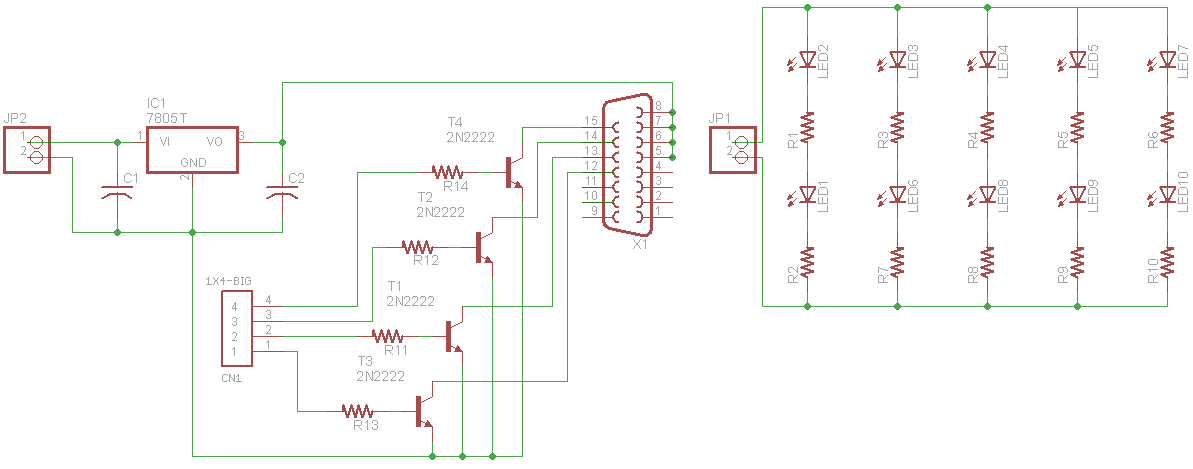 JP2
1
2
IC1
7805T
1
VI
VO
3
GND
2
C1
C2
T4
2N2222
R14
T2
2N2222
R12
T1
2N2222
R11
T3
2N2222
R13
1X4-BIG
4
3
2
1
4
3
2
1
CN1
15
14
13
12
11
10
9
8
7
6
5
4
3
2
1
X1
JP1
1
2
LED2
LED3
LED4
LED5
LED7
R1
R3
R4
R5
R6
LED1
LED6
LED8
LED9
LED10
R2
R7
R8
R9
R10